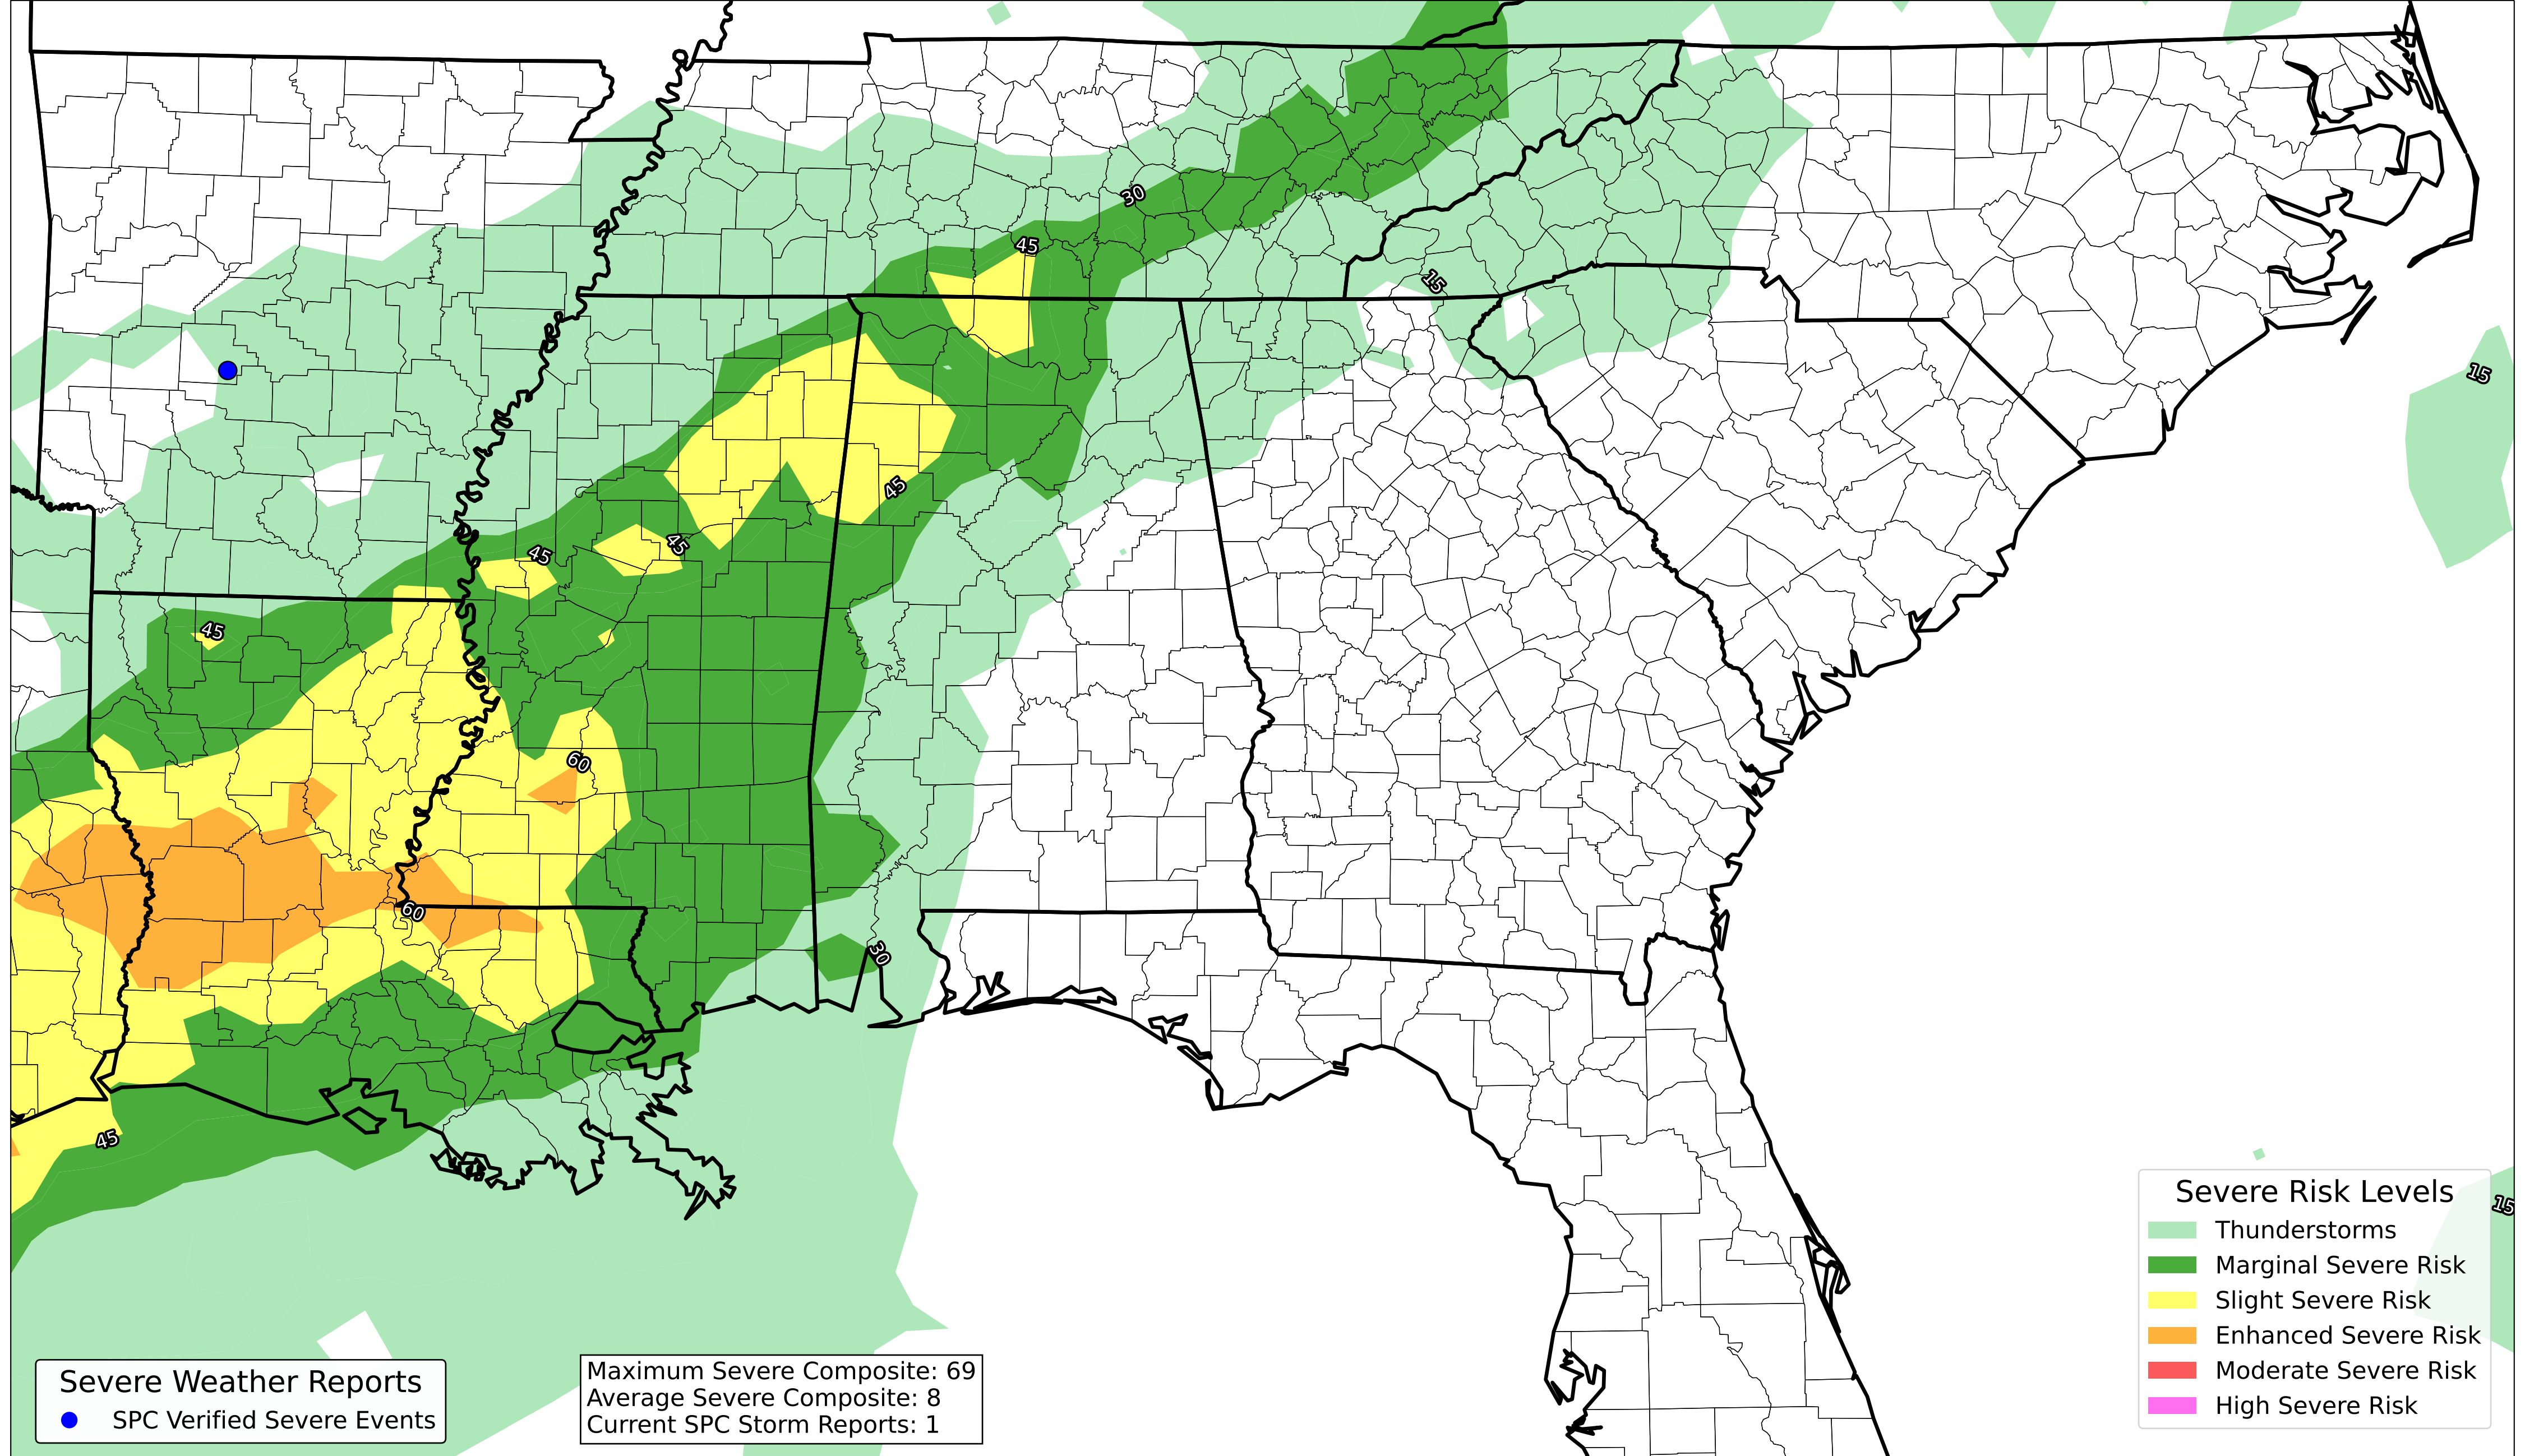 30
45
15
15
45
45
45
45
60
60
30
45
15
Severe Risk Levels
Thunderstorms
Marginal Severe Risk
Slight Severe Risk
Enhanced Severe Risk
Moderate Severe Risk
High Severe Risk
Severe Weather Reports
SPC Verified Severe Events
Maximum Severe Composite: 69
Average Severe Composite: 8
Current SPC Storm Reports: 1